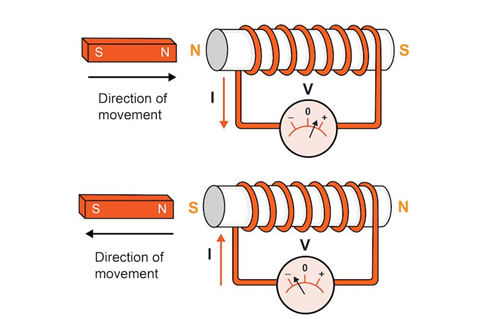 S N
N
S
Direction of
movement
I
V
− 0 +
S N
S
N
Direction of
movement
I
V
− 0 +